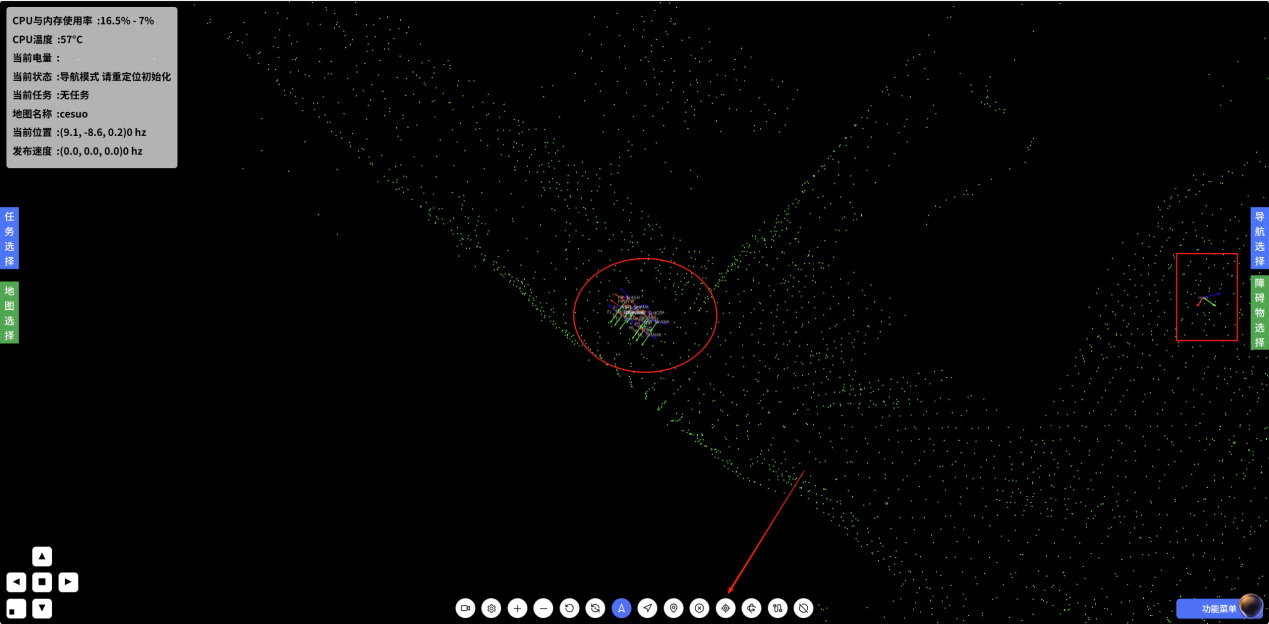 CPU与内存使用率 :16.5% - 7%
CPU温度 :57°C
当前电量 :
当前状态 :导航模式 请重定位初始化
当前任务 :无任务
地图名称 :cesuo
当前位置 :(9.1, -8.6, 0.2)0 hz
发布速度 :(0.0, 0.0, 0.0)0 hz
任务选择
地图选择
导航选择
障碍物选择
功能菜单